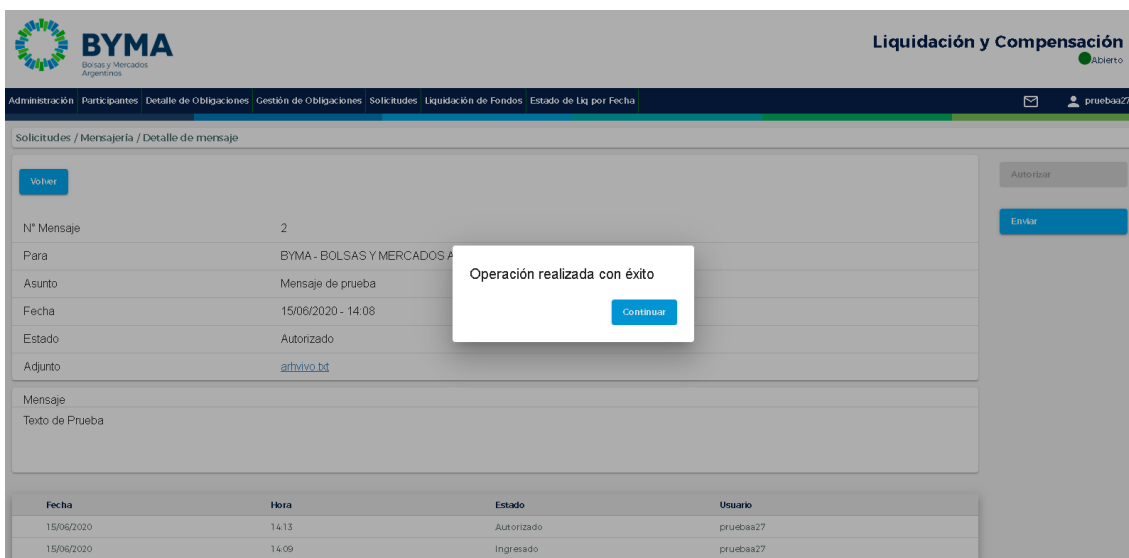 BYMA
Bolsas y Mercados
Argentinos
Liquidación y Compensación
Abierto
Administración Participantes Detalle de Obligaciones Gestión de Obligaciones Solicitudes Liquidación de Fondos Estado de Liq por Fecha pruebaa27
Solicitudes / Mensajería / Detalle de mensaje
Volver
Autorizar
Enviar
N° Mensaje 2
Para BYMA - BOLSAS Y MERCADOS A
Asunto Mensaje de prueba
Fecha 15/06/2020 - 14:08
Estado Autorizado
Adjunto arhvivo.txt
Operación realizada con éxito
Continuar
Mensaje
Texto de Prueba
Fecha Hora Estado Usuario
15/06/2020 14:13 Autorizado pruebaa27
15/06/2020 14:09 Ingresado pruebaa27